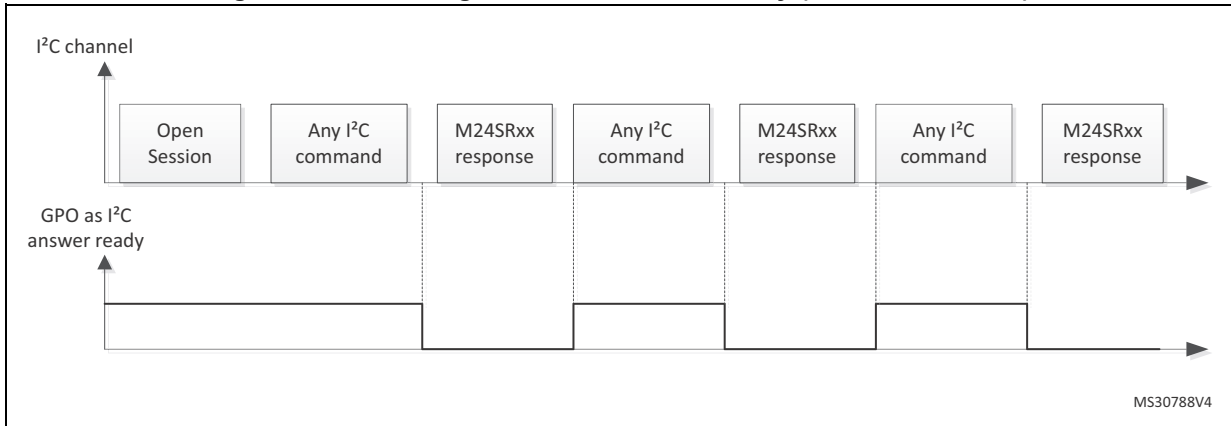 I²C channel
Open
Session
Any I²C
command
M24SRxx
response
Any I²C
command
M24SRxx
response
Any I²C
command
M24SRxx
response
GPO as I²C
answer ready
MS30788V4